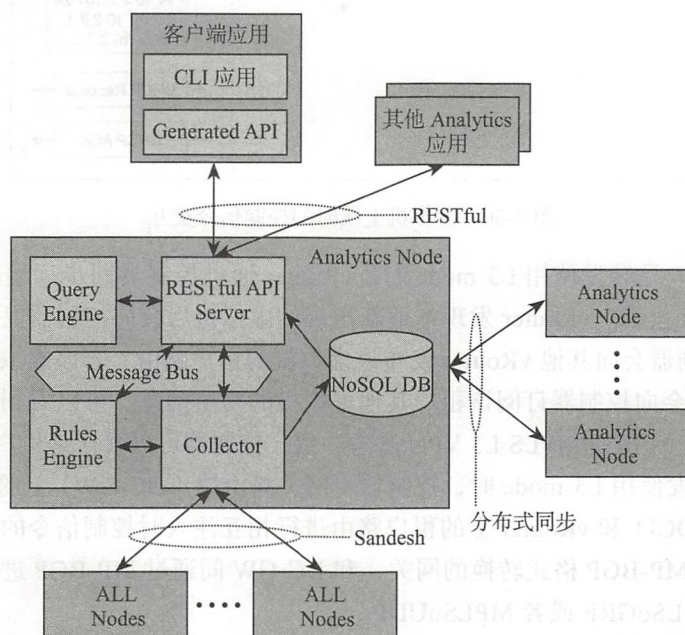 客户端应用
CLI 应用
Generated API
其他 Analytics
应用
RESTful
Analytics Node
Query
Engine
RESTful API
Server
Message Bus
NoSQL DB
Rules
Engine
Collector
Analytics
Node
Analytics
Node
分布式同步
Sandesh
ALL
Nodes
ALL
Nodes